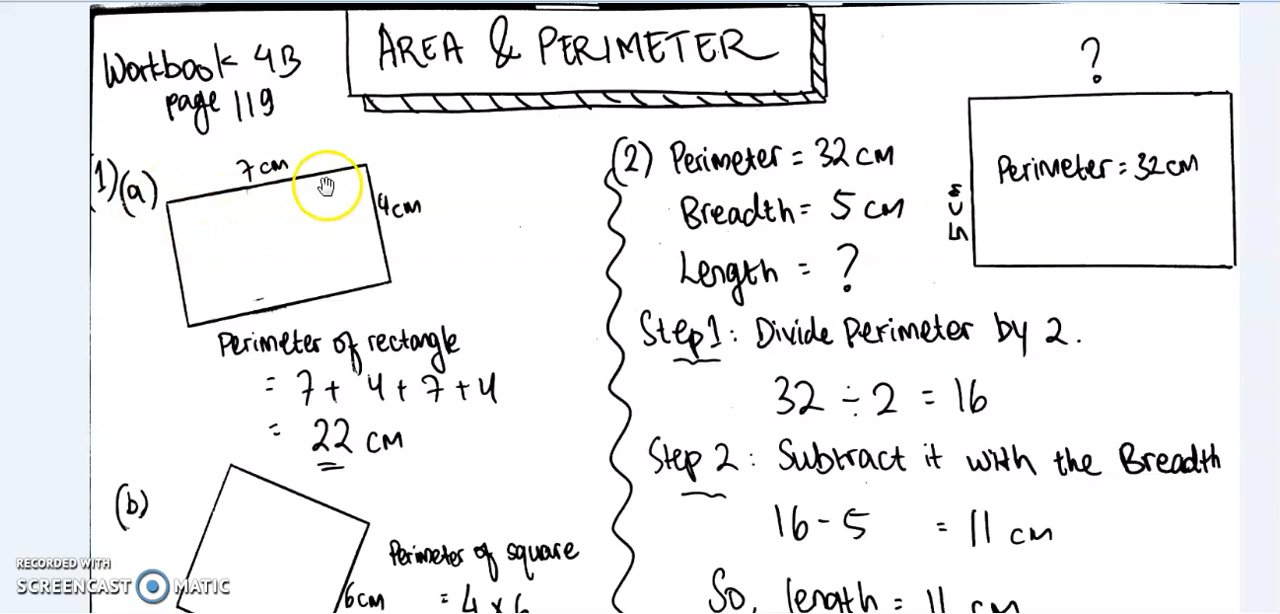 Workbook 4B
page 119
AREA & PERIMETER
1) (a)
7 cm
4 cm
Perimeter of rectangle
= 7 + 4 + 7 + 4
= 22 cm
(b)
6cm
Perimeter of square
= 4 × 6
(2) Perimeter = 32 cm
Breadth = 5 cm
Length = ?
?
Perimeter = 32 cm
5 cm
Step 1: Divide Perimeter by 2.
32 ÷ 2 = 16
Step 2: Subtract it with the Breadth
16 - 5 = 11 cm
So, length = 11 cm
RECORDED WITH
SCREENCAST MATIC